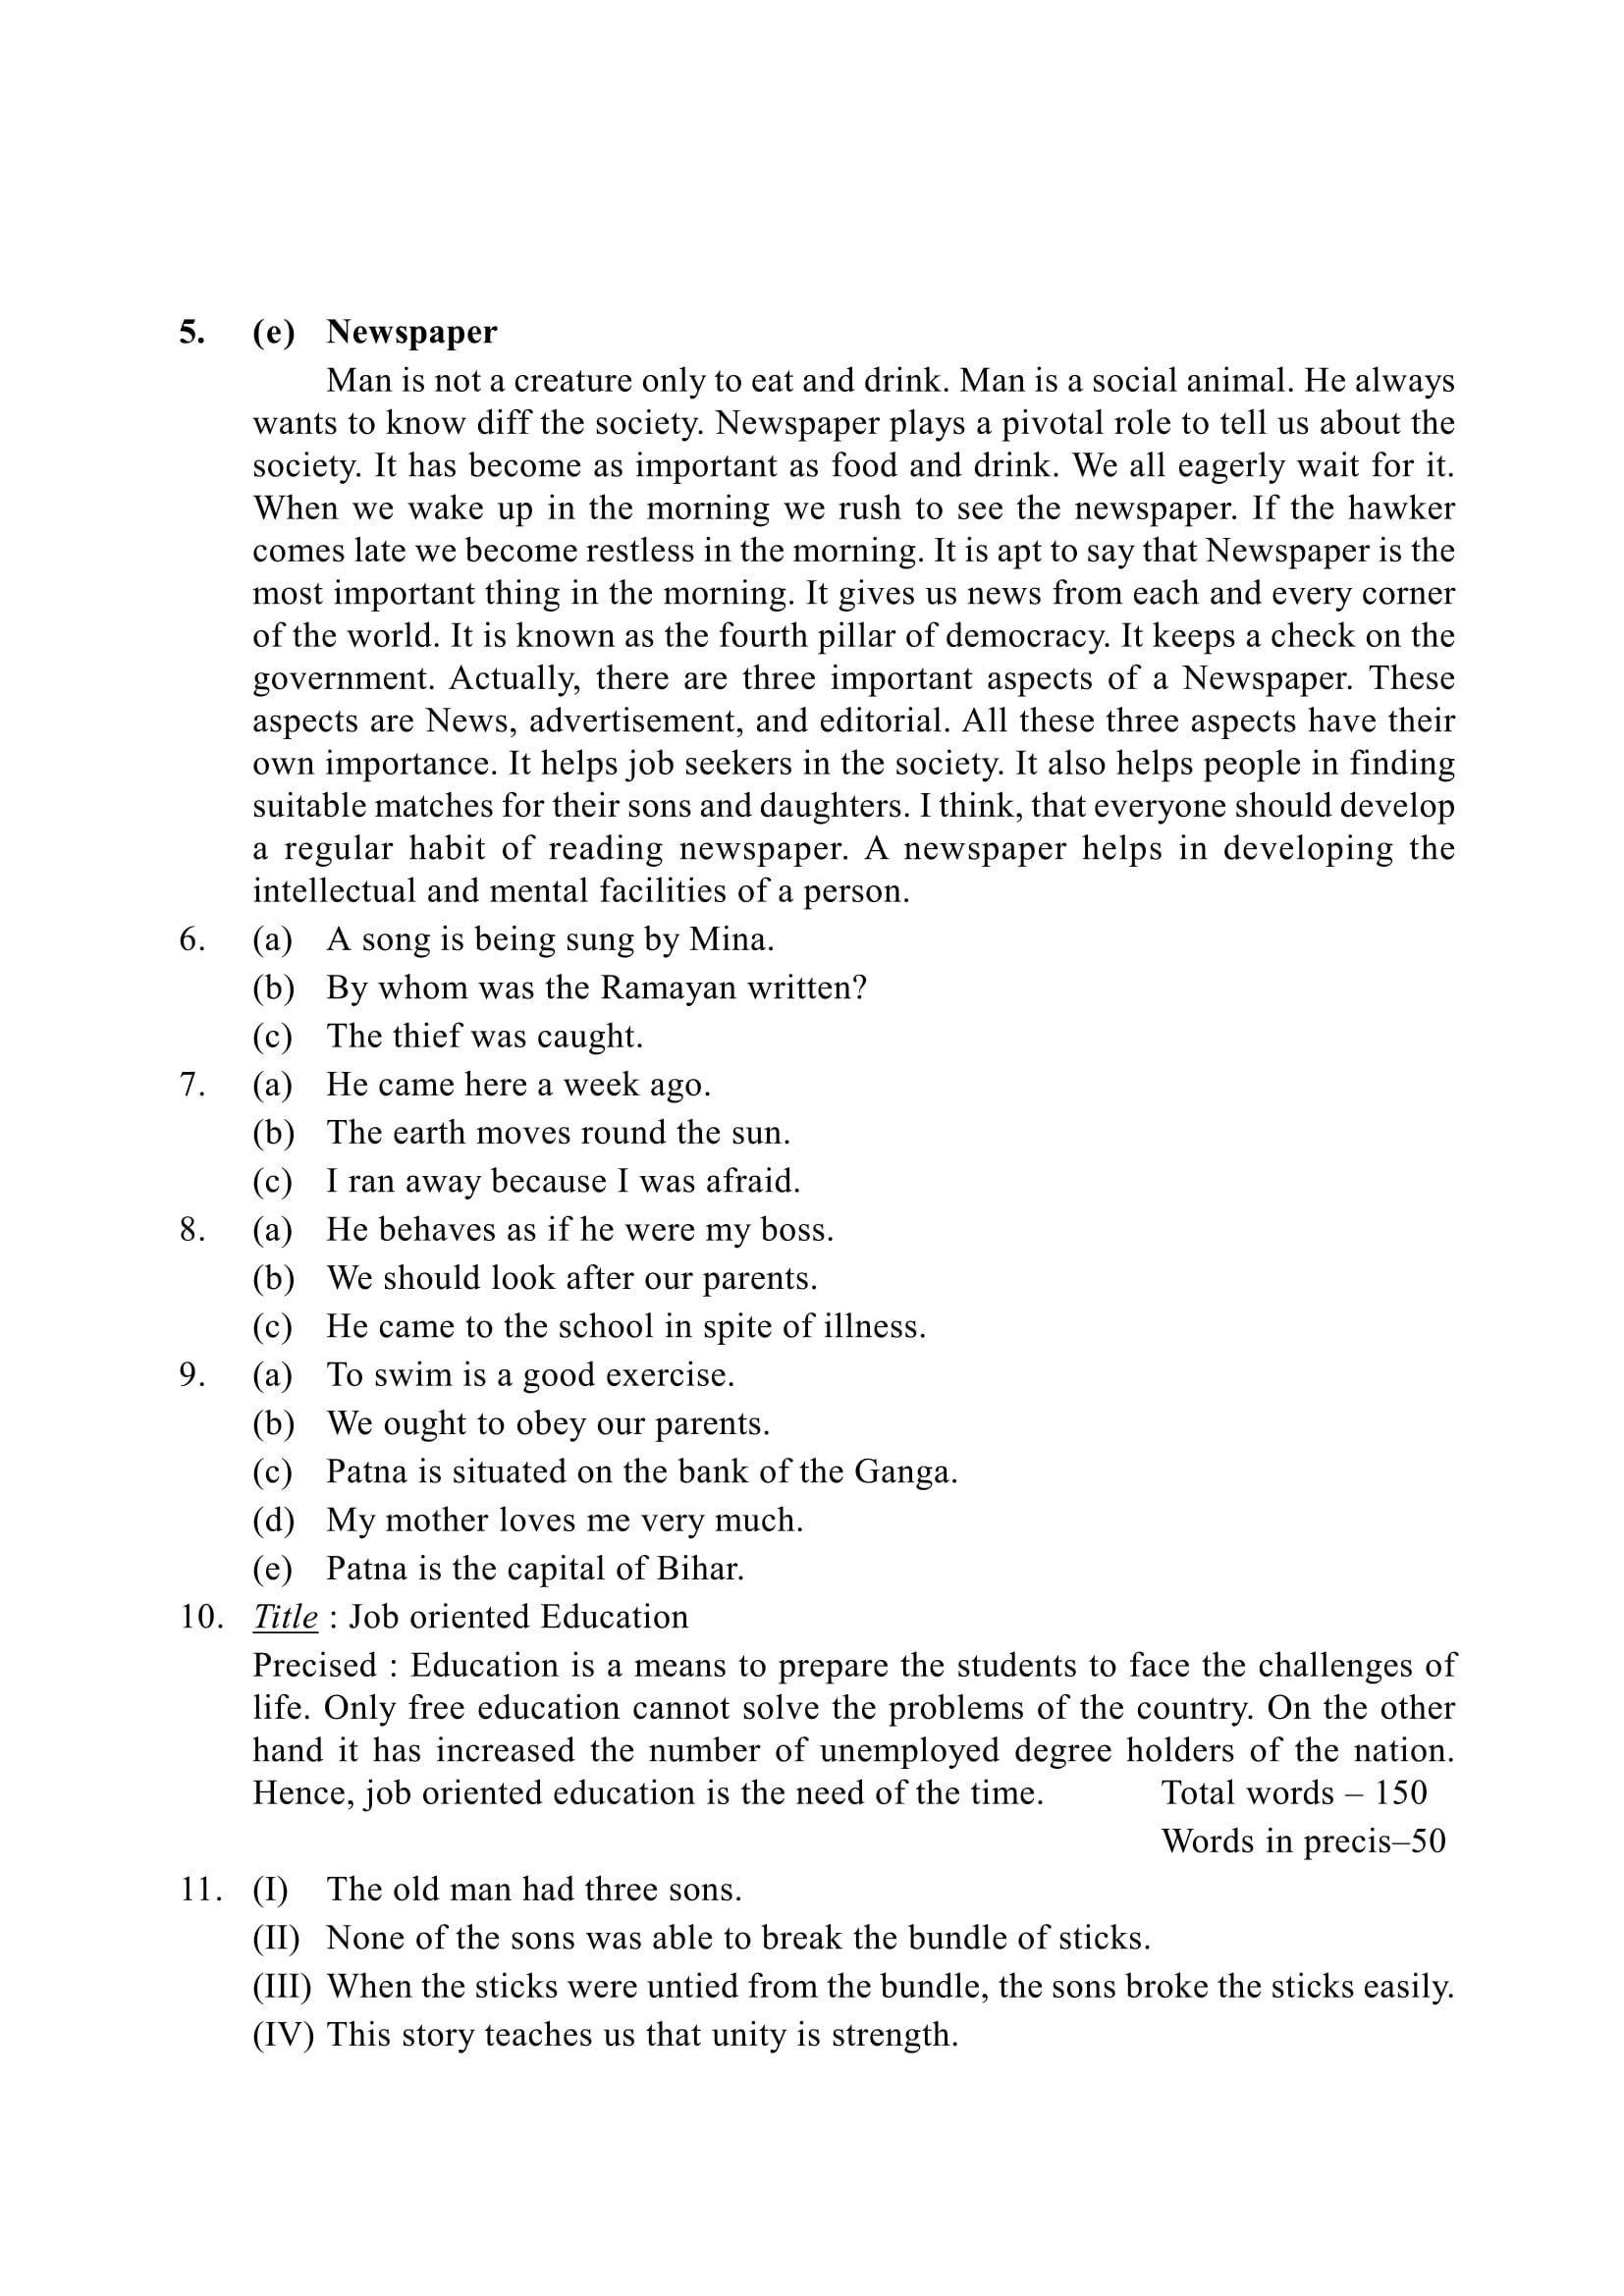 5. (e) Newspaper
Man is not a creature only to eat and drink. Man is a social animal. He always
wants to know diff the society. Newspaper plays a pivotal role to tell us about the
society. It has become as important as food and drink. We all eagerly wait for it.
When we wake up in the morning we rush to see the newspaper. If the hawker
comes late we become restless in the morning. It is apt to say that Newspaper is the
most important thing in the morning. It gives us news from each and every corner
of the world. It is known as the fourth pillar of democracy. It keeps a check on the
government. Actually, there are three important aspects of a Newspaper. These
aspects are News, advertisement, and editorial. All these three aspects have their
own importance. It helps job seekers in the society. It also helps people in finding
suitable matches for their sons and daughters. I think, that everyone should develop
a regular habit of reading newspaper. A newspaper helps in developing the
intellectual and mental facilities of a person.
6. (a) A song is being sung by Mina.
(b) By whom was the Ramayan written?
(c) The thief was caught.
7. (a) He came here a week ago.
(b) The earth moves round the sun.
(c) I ran away because I was afraid.
8. (a) He behaves as if he were my boss.
(b) We should look after our parents.
(c) He came to the school in spite of illness.
9. (a) To swim is a good exercise.
(b) We ought to obey our parents.
(c) Patna is situated on the bank of the Ganga.
(d) My mother loves me very much.
(e) Patna is the capital of Bihar.
10. Title : Job oriented Education
Precised : Education is a means to prepare the students to face the challenges of
life. Only free education cannot solve the problems of the country. On the other
hand it has increased the number of unemployed degree holders of the nation.
Hence, job oriented education is the need of the time. Total words – 150
Words in precis–50
11. (I) The old man had three sons.
(II) None of the sons was able to break the bundle of sticks.
(III) When the sticks were untied from the bundle, the sons broke the sticks easily.
(IV) This story teaches us that unity is strength.